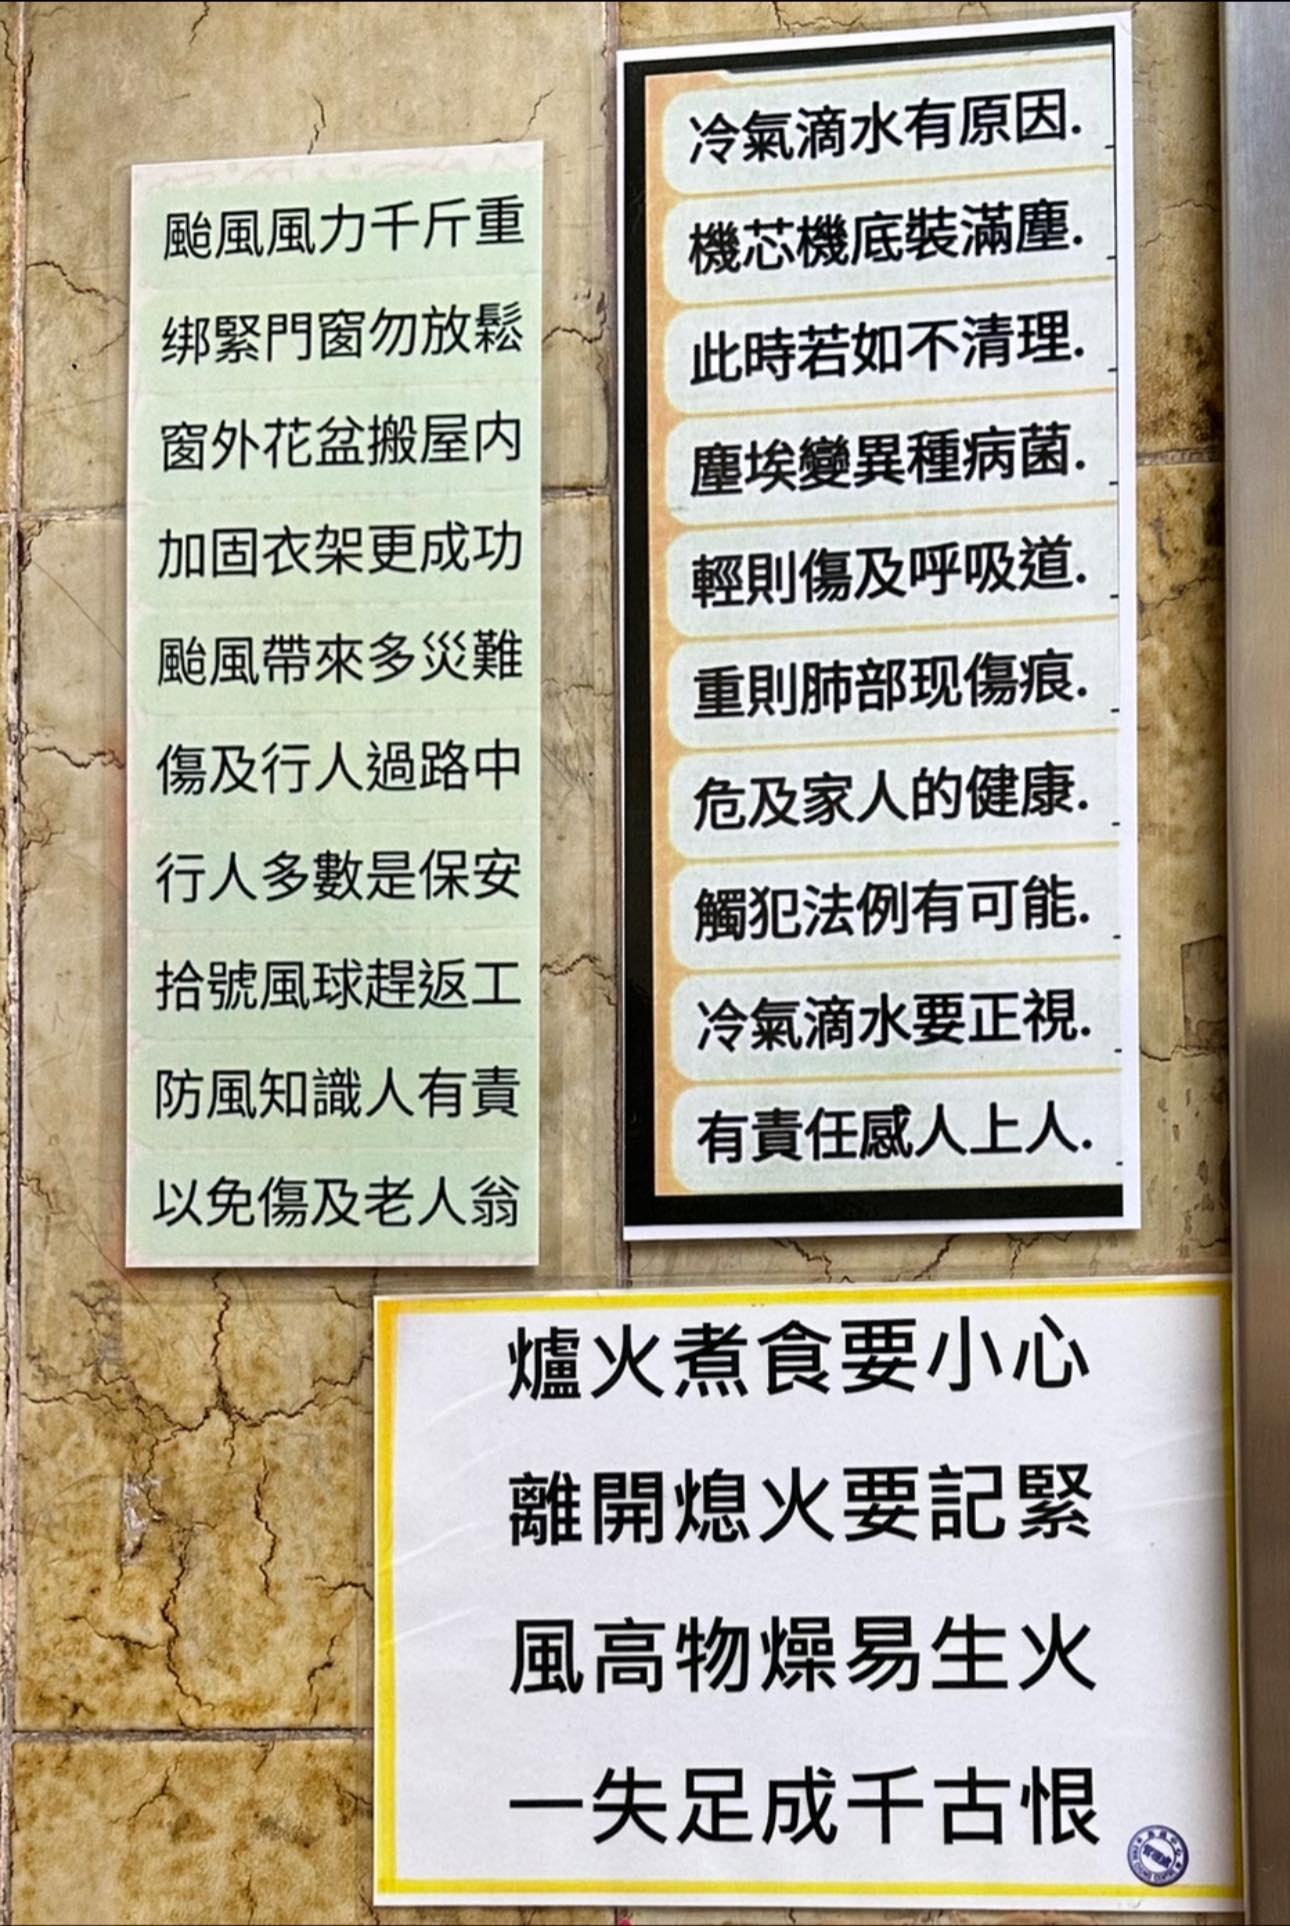 颱風風力千斤重
绑緊門窗勿放鬆
窗外花盆搬屋内
加固衣架更成功
颱風帶來多災難
傷及行人過路中
行人多數是保安
拾號風球趕返工
防風知識人有責
以免傷及老人翁
冷氣滴水有原因.
機芯機底裝滿塵.
此時若如不清理.
塵埃變異種病菌.
輕則傷及呼吸道.
重則肺部现傷痕.
危及家人的健康.
觸犯法例有可能.
冷氣滴水要正視.
有責任感人上人.
爐火煮食要小心
離開熄火要記緊
風高物燥易生火
一失足成千古恨